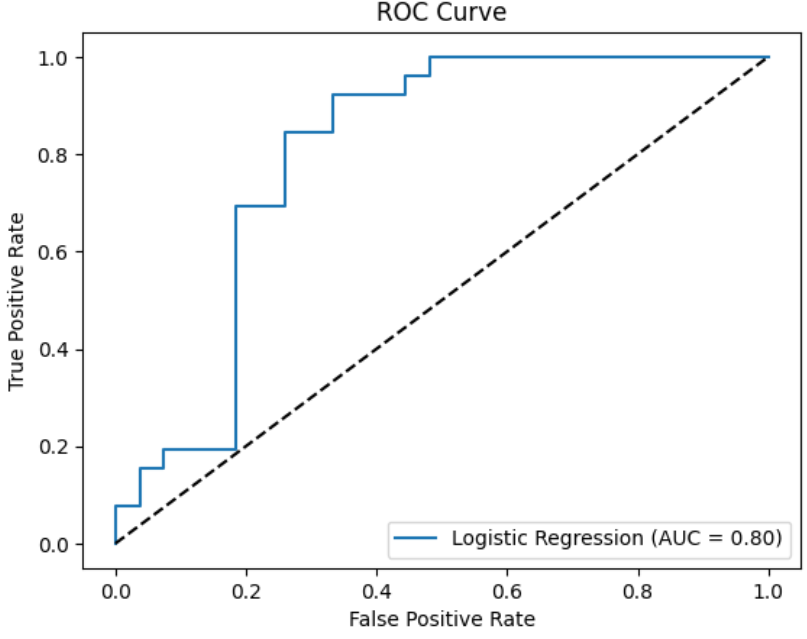 ROC Curve
True Positive Rate
1.0
0.8
0.6
0.4
0.2
0.0
Logistic Regression (AUC = 0.80)
0.0 0.2 0.4 0.6 0.8 1.0
False Positive Rate